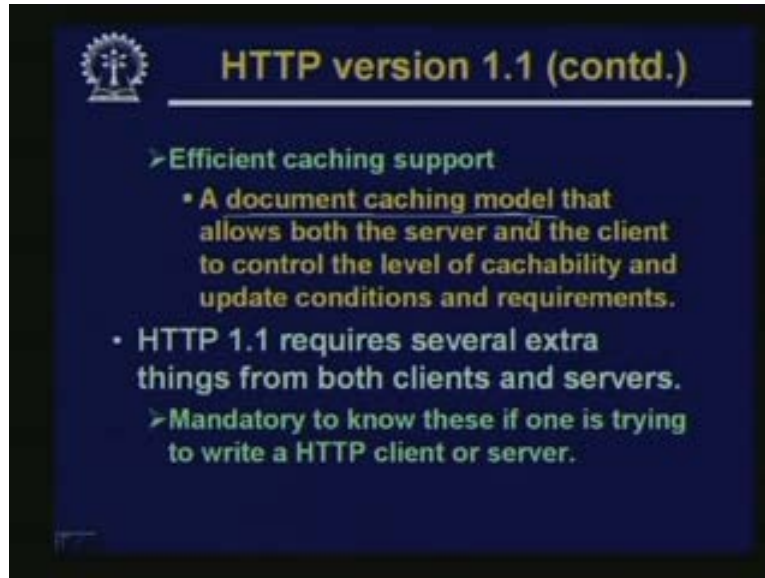 HTTP version 1.1 (contd.)
➢Efficient caching support
▪ A document caching model that
allows both the server and the client
to control the level of cachability and
update conditions and requirements.
• HTTP 1.1 requires several extra
things from both clients and servers.
➢Mandatory to know these if one is trying
to write a HTTP client or server.